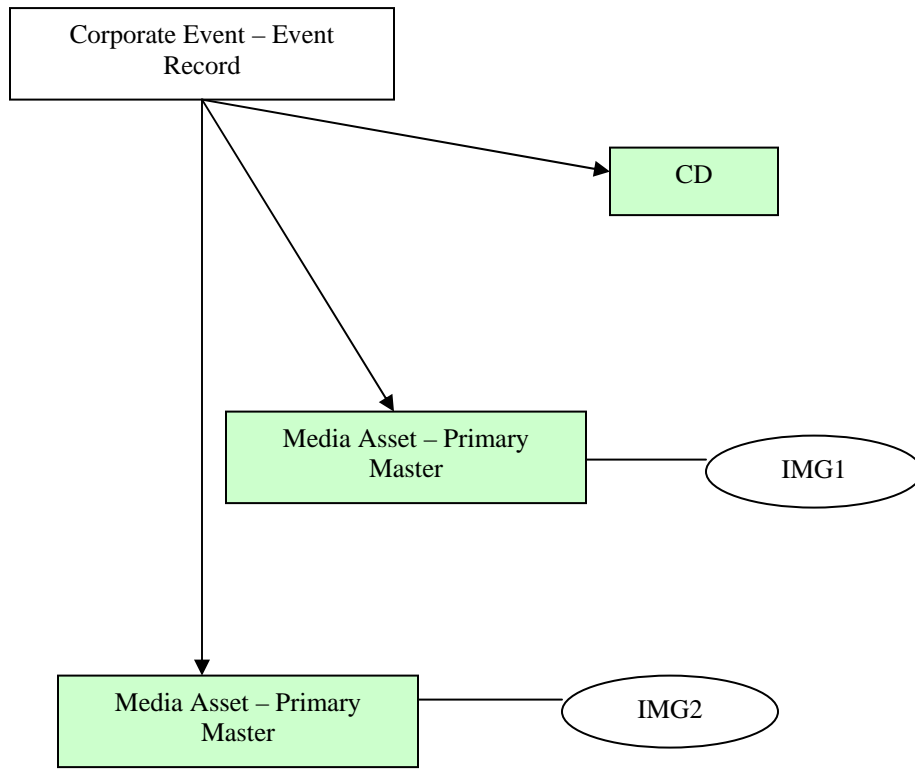 Corporate Event – Event
Record
CD
Media Asset – Primary
Master
IMG1
Media Asset – Primary
Master
IMG2